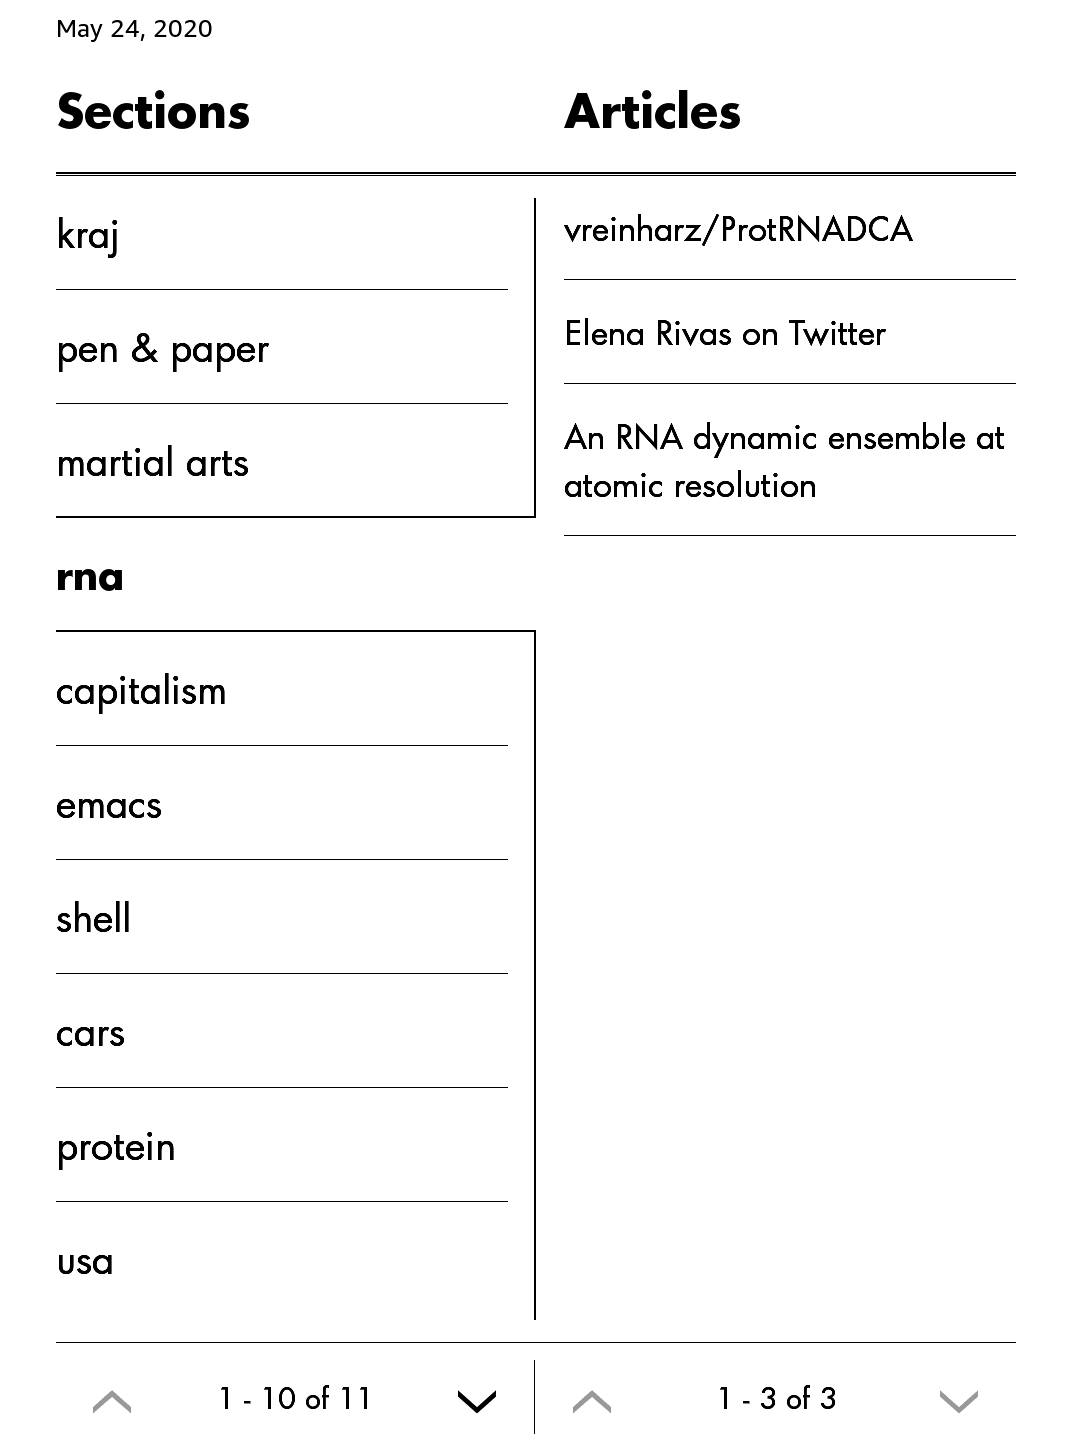 May 24, 2020
Sections
Articles
kraj
pen & paper
martial arts
rna
capitalism
emacs
shell
cars
protein
usa
vreinharz/ProtRNADCA
Elena Rivas on Twitter
An RNA dynamic ensemble at
atomic resolution
1 - 10 of 11
1 - 3 of 3